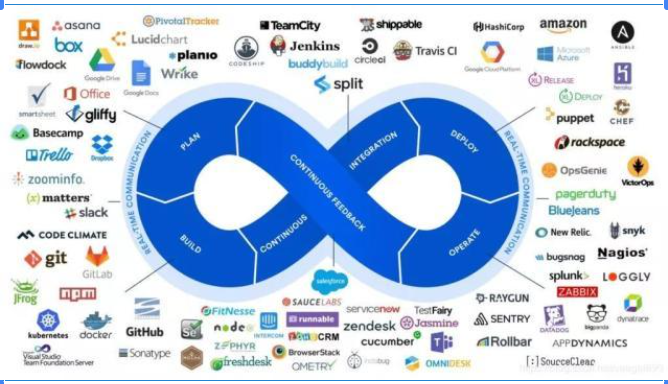 asana
PivotalTracker
TeamCity
shippable
HashiCorp
amazon
draw.io
box
Lucidchart
CODESHIP
Jenkins
circleci
Travis CI
Google Cloud Platform
Microsoft
Azure
ANSIBLE
flowdock
Google Drive
planio
Wrike
buddybuild
split
XL RELEASE
heroku
Google Docs
smartsheet
Office
gliffy
XL DEPLOY
puppet
CHEF
Basecamp
Trello
Dropbox
rackspace
zoominfo.
(x) matters
slack
OpsGenie
VictorOps
pagerduty
BlueJeans
REAL-TIME COMMUNICATION
PLAN
BUILD
CONTINUOUS
INTEGRATION
CONTINUOUS FEEDBACK
DEPLOY
OPERATE
REAL-TIME COMMUNICATION
CODE CLIMATE
git
GitLab
New Relic.
snyk
bugsnag
Nagios
JFrog
npm
splunk>
LOGGLY
ZABBIX
salesforce
SAUCELABS
kubernetes
docker
GitHub
FitNesse
runnable
servicenow
TestFairy
RAYGUN
Se
node
INTERCOM
zendesk
Jasmine
SENTRY
DATADOG
bigpanda
dynatrace
CRM
cucumber
Rollbar
APPDYNAMICS
Visual Studio
Team Foundation Server
Sonatype
ZEPHYR
freshdesk
BrowserStack
OMETRY
instabug
OMNIDESK
[:]SourceClear